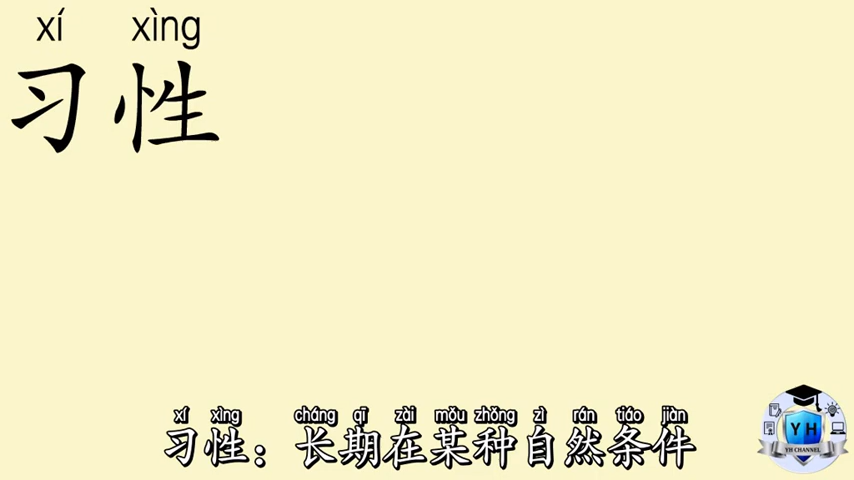 xí xìng
习性
xí xìng cháng qī zài mǒu zhǒng zì rán tiáo jiàn
习性：长期在某种自然条件
YH
YH CHANNEL